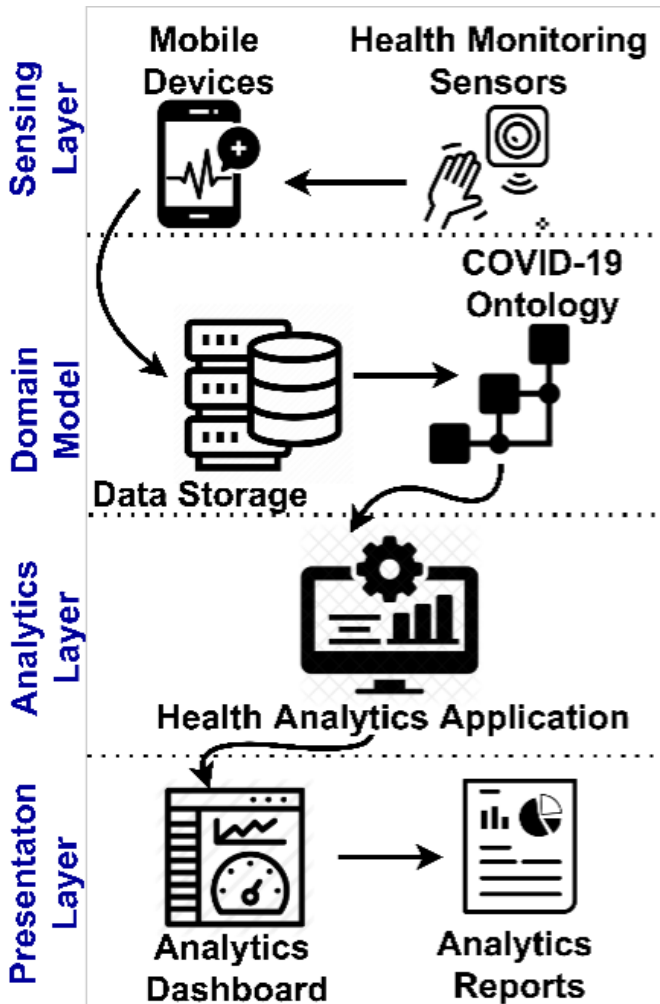 Sensing
Layer
Mobile
Devices
Health Monitoring
Sensors
Domain
Model
COVID-19
Ontology
Data Storage
Analytics
Layer
Health Analytics Application
Presentaton
Layer
Analytics
Dashboard
Analytics
Reports